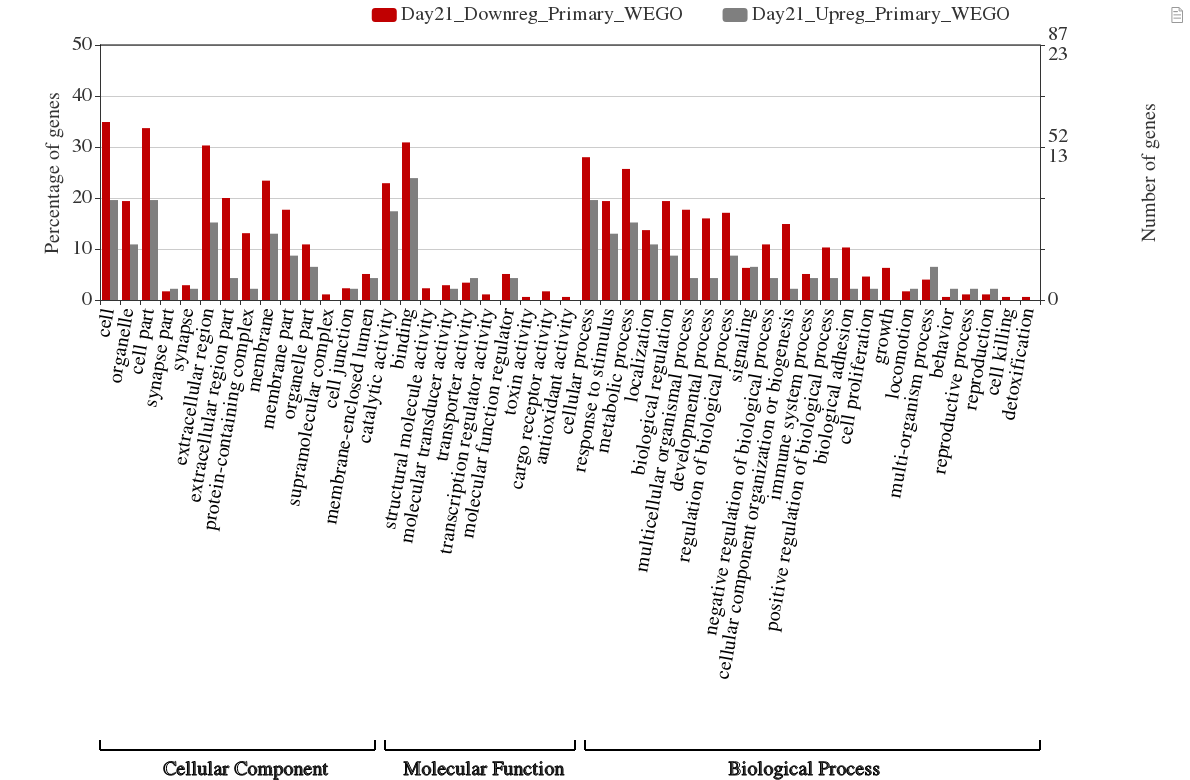 Day21_Downreg_Primary_WEGO
Day21_Upreg_Primary_WEGO
Percentage of genes
50
40
30
20
10
0
87
23
52
13
0
Number of genes
cell
organelle
cell part
synapse part
synapse
extracellular region
extracellular region part
protein-containing complex
membrane
membrane part
organelle part
supramolecular complex
cell junction
membrane-enclosed lumen
catalytic activity
binding
structural molecule activity
molecular transducer activity
transporter activity
transcription regulator activity
molecular function regulator
toxin activity
cargo receptor activity
antioxidant activity
cellular process
response to stimulus
metabolic process
localization
biological regulation
multicellular organismal process
developmental process
regulation of biological process
signaling
negative regulation of biological process
cellular component organization or biogenesis
immune system process
positive regulation of biological process
biological adhesion
cell proliferation
growth
locomotion
multi-organism process
behavior
reproductive process
reproduction
cell killing
detoxification
Cellular Component
Molecular Function
Biological Process